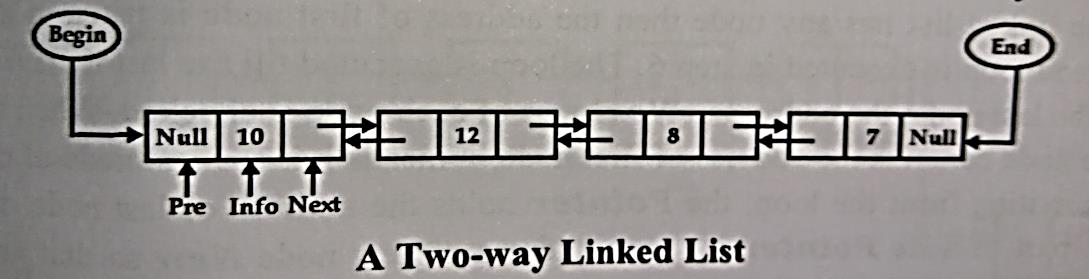 Begin
End
Null 10 12 8 7 Null
Pre Info Next
A Two-way Linked List